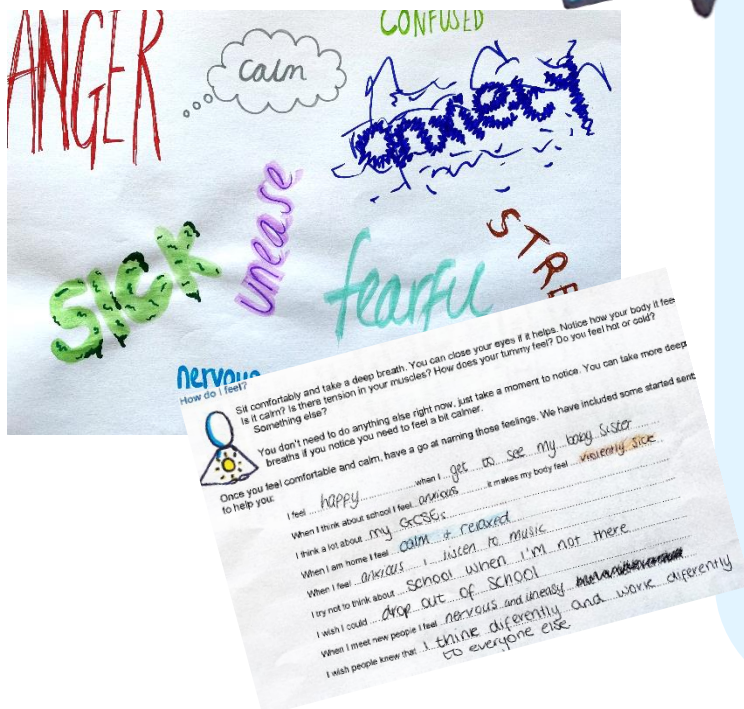 ANGER
calm
CONFUSED
SICK
unease
fearful
STRE
nervous
How do I feel?
Sit comfortably and take a deep breath. You can close your eyes if it helps. Notice how your body it fee
Is it calm? Is there tension in your muscles? How does your tummy feel? Do you feel hot or cold?
Something else?
You don't need to do anything else right now, just take a moment to notice. You can take more deep
breaths if you notice you need to feel a bit calmer.
Once you feel comfortable and calm, have a go at naming those feelings. We have included some started sent
to help you:
I feel happy when I get to see my baby sister
When I think about school I feel anxious it makes my body feel violently sick
I think a lot about my GCSEs
When I am home I feel calm + relaxed
When I feel anxious I listen to music
I try not to think about school when I'm not there
I wish I could drop out of school
When I meet new people I feel nervous and uneasy
I wish people knew that I think diferently and work diferently
to everyone else